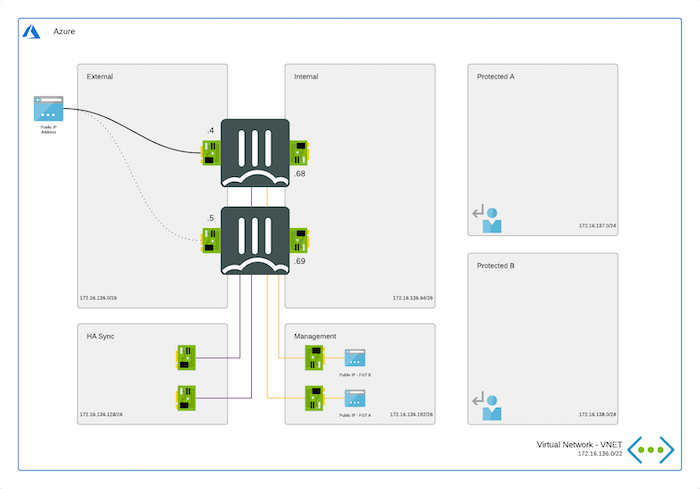 Azure
External
Internal
Protected A
Public IP
Address
.4
.68
.5
172.16.137.0/24
.69
Protected B
172.16.136.0/26
172.16.136.64/26
HA Sync
Management
Public IP - FGT B
172.16.136.128/26
Public IP - FGT A
172.16.136.192/26
172.16.138.0/24
Virtual Network - VNET
172.16.136.0/22